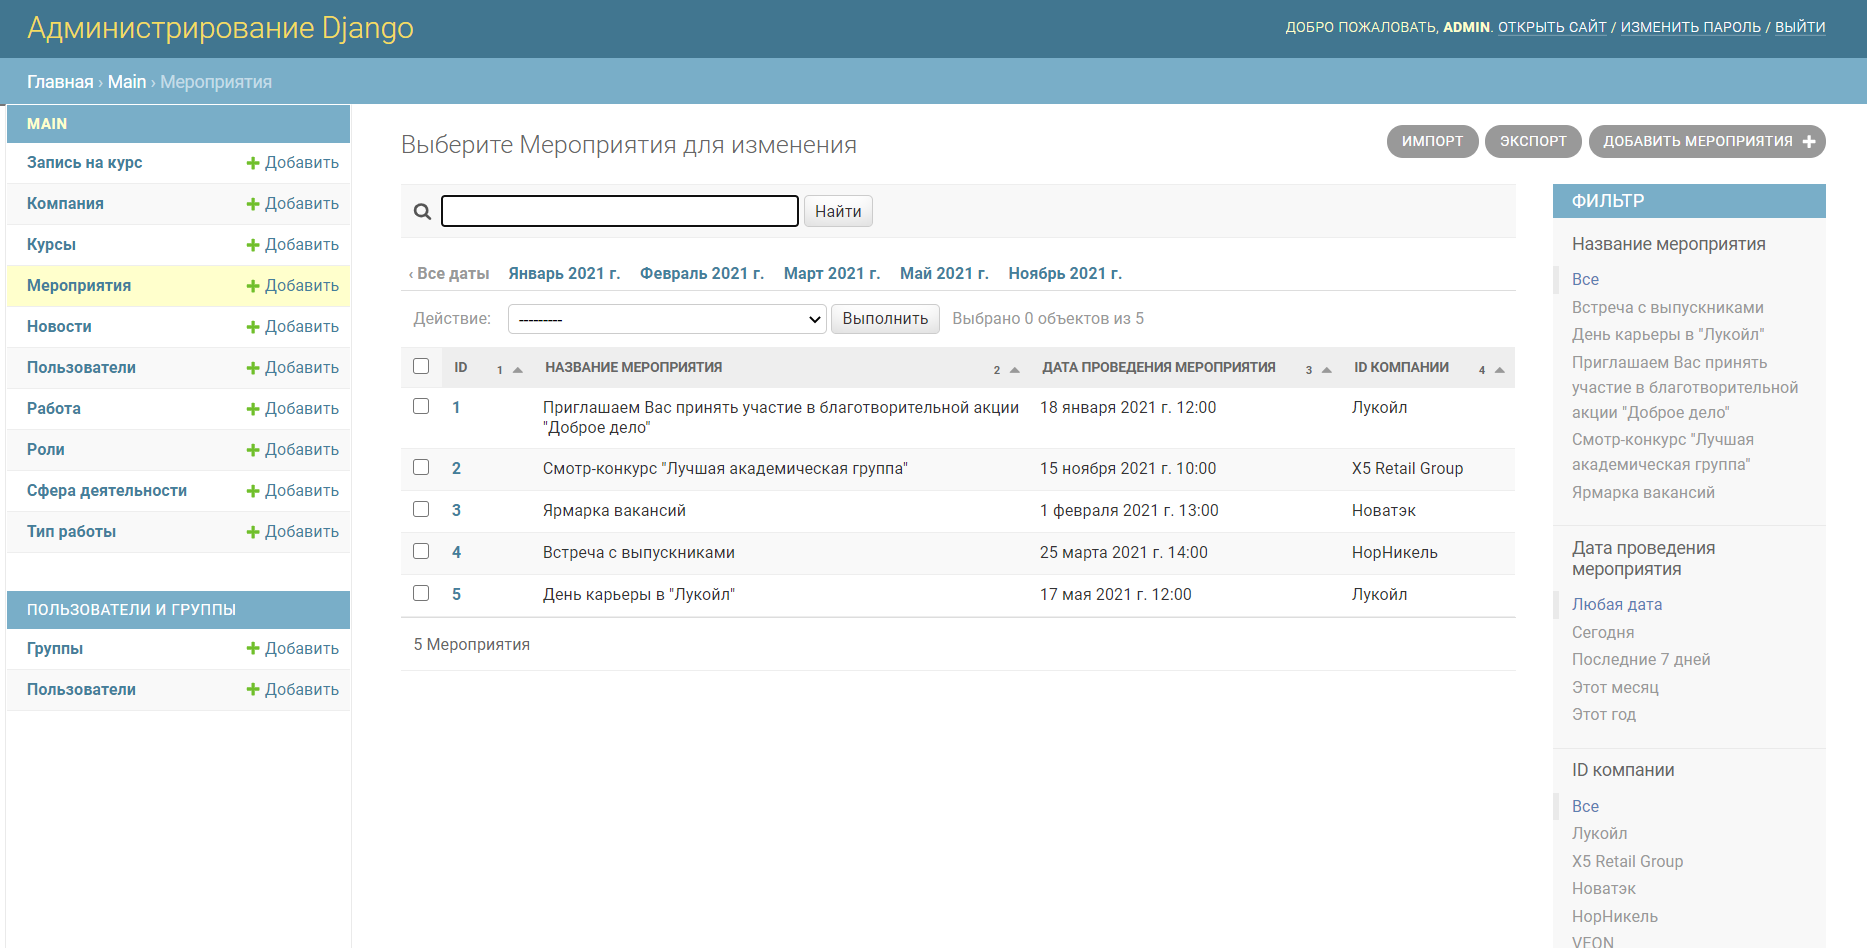 Администрирование Django
ДОБРО ПОЖАЛОВАТЬ, ADMIN. ОТКРЫТЬ САЙТ / ИЗМЕНИТЬ ПАРОЛЬ / ВЫЙТИ
Главная › Main › Мероприятия
MAIN
Запись на курс Добавить
Компания Добавить
Курсы Добавить
Мероприятия Добавить
Новости Добавить
Пользователи Добавить
Работа Добавить
Роли Добавить
Сфера деятельности Добавить
Тип работы Добавить
ПОЛЬЗОВАТЕЛИ И ГРУППЫ
Группы Добавить
Пользователи Добавить
Выберите Мероприятия для изменения
ИМПОРТ ЭКСПОРТ ДОБАВИТЬ МЕРОПРИЯТИЯ
Найти
‹ Все даты Январь 2021 г. Февраль 2021 г. Март 2021 г. Май 2021 г. Ноябрь 2021 г.
Действие: --------- Выполнить Выбрано 0 объектов из 5
ID 1 НАЗВАНИЕ МЕРОПРИЯТИЯ 2 ДАТА ПРОВЕДЕНИЯ МЕРОПРИЯТИЯ 3 ID КОМПАНИИ 4
1 Приглашаем Вас принять участие в благотворительной акции 18 января 2021 г. 12:00 Лукойл
"Доброе дело"
2 Смотр-конкурс "Лучшая академическая группа" 15 ноября 2021 г. 10:00 X5 Retail Group
3 Ярмарка вакансий 1 февраля 2021 г. 13:00 Новатэк
4 Встреча с выпускниками 25 марта 2021 г. 14:00 НорНикель
5 День карьеры в "Лукойл" 17 мая 2021 г. 12:00 Лукойл
5 Мероприятия
ФИЛЬТР
Название мероприятия
Все
Встреча с выпускниками
День карьеры в "Лукойл"
Приглашаем Вас принять
участие в благотворительной
акции "Доброе дело"
Смотр-конкурс "Лучшая
академическая группа"
Ярмарка вакансий
Дата проведения
мероприятия
Любая дата
Сегодня
Последние 7 дней
Этот месяц
Этот год
ID компании
Все
Лукойл
X5 Retail Group
Новатэк
НорНикель
VEON